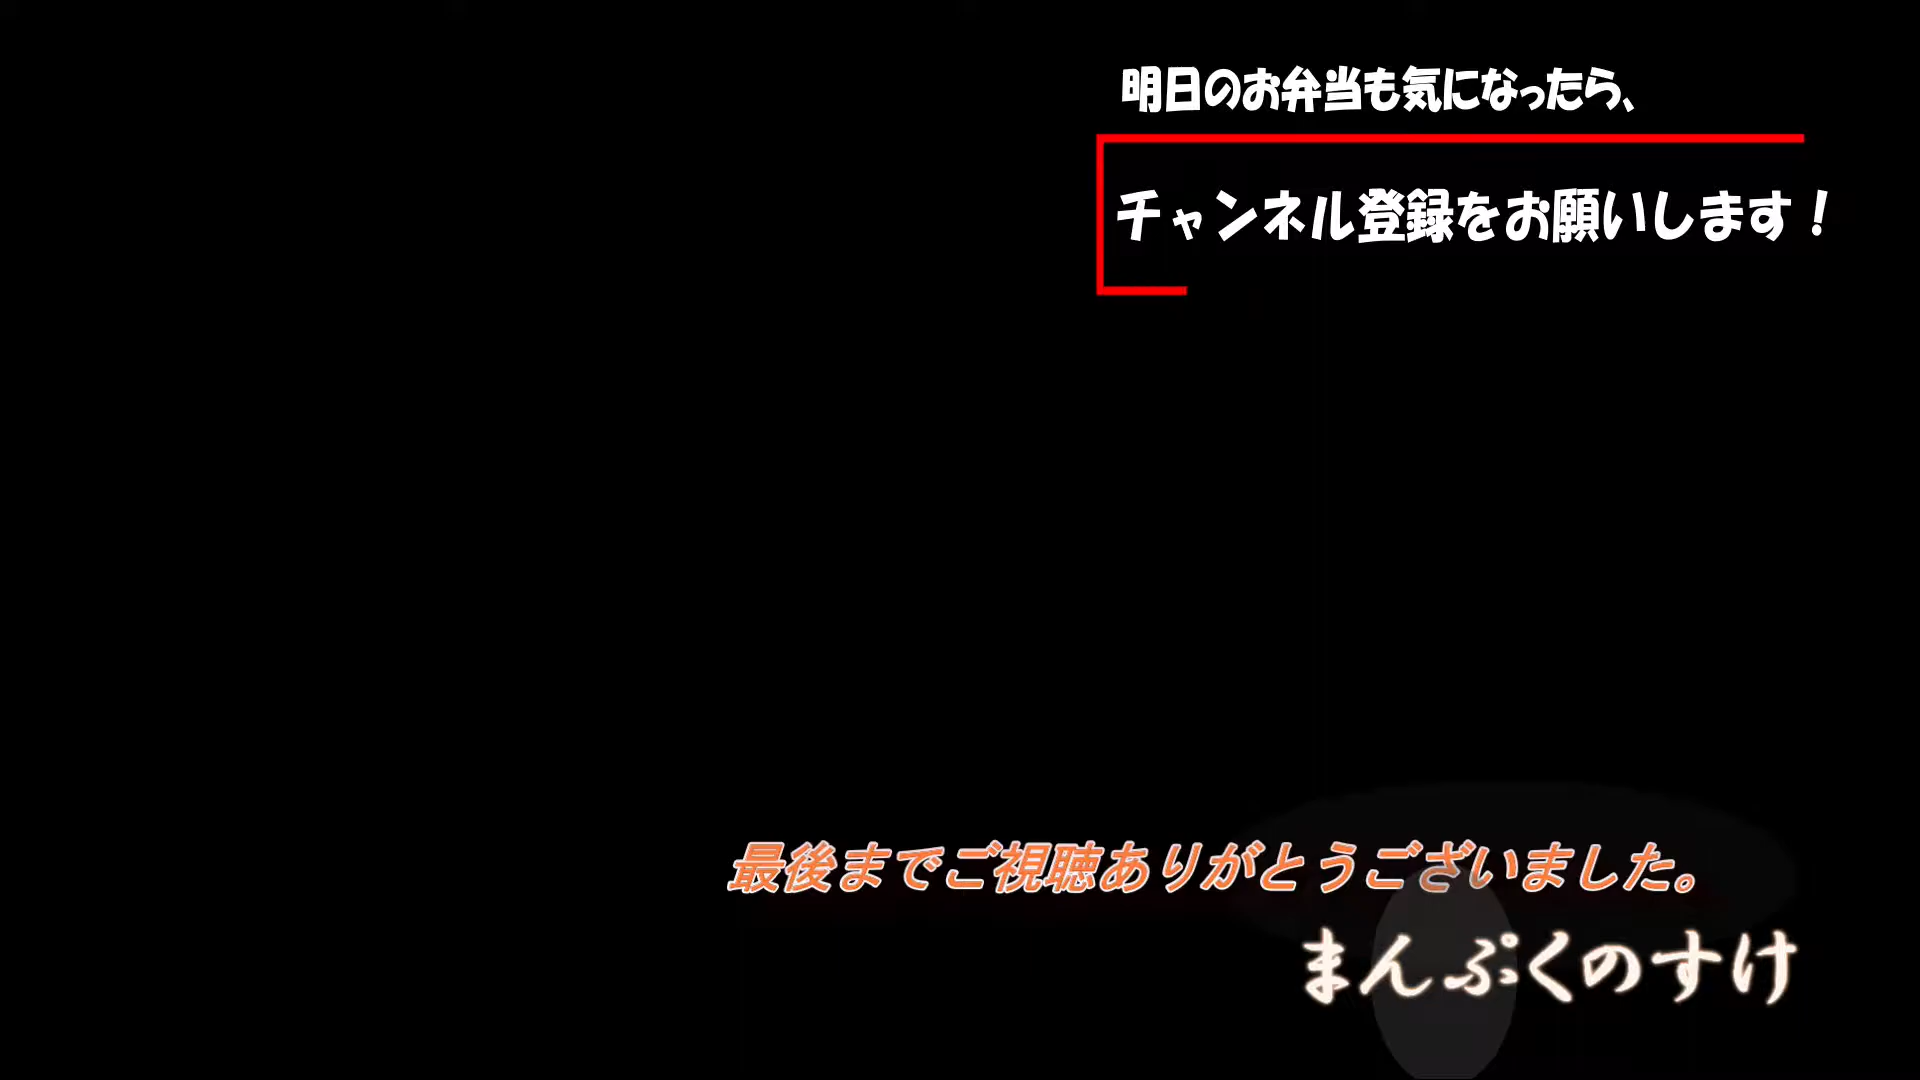 明日のお弁当も気になったら、
チャンネル登録をお願いします！
最後までご視聴ありがとうございました。
まんぷくのすけ